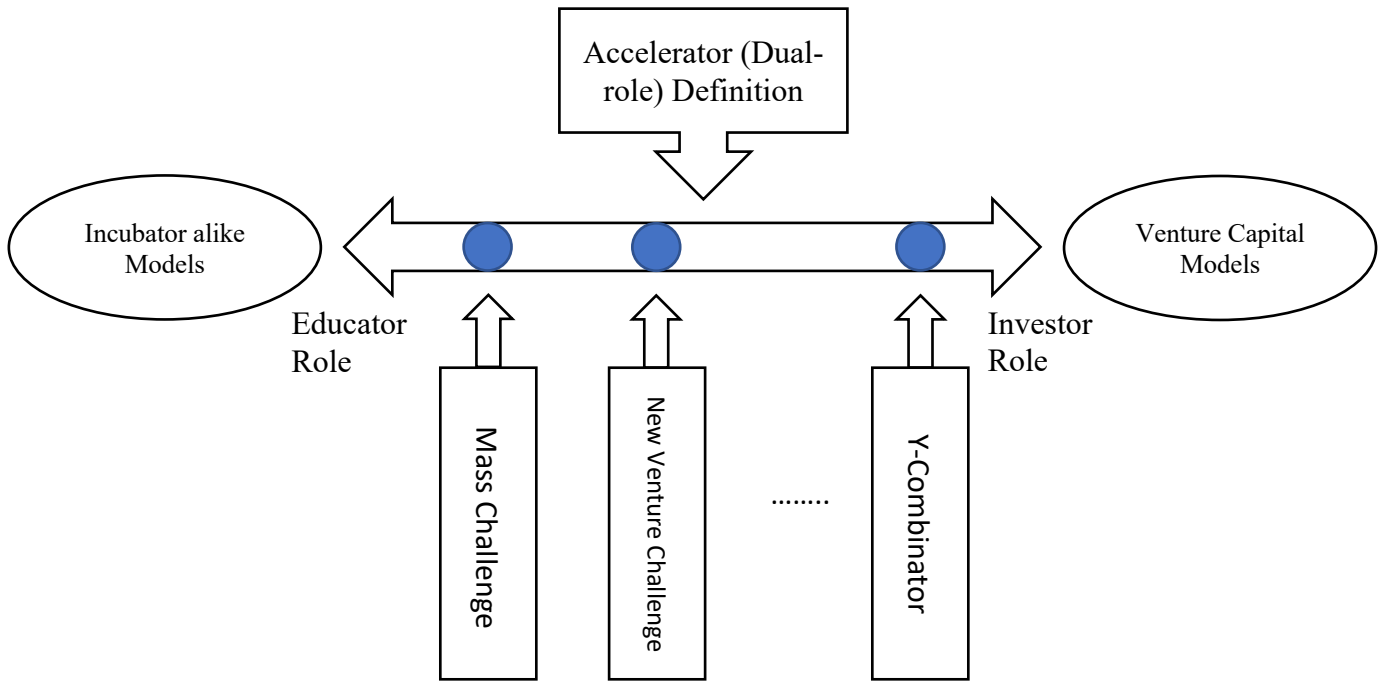 Accelerator (Dual-
role) Definition
Incubator alike
Models
Venture Capital
Models
Educator
Role
Investor
Role
Mass Challenge
New Venture Challenge
........
Y-Combinator